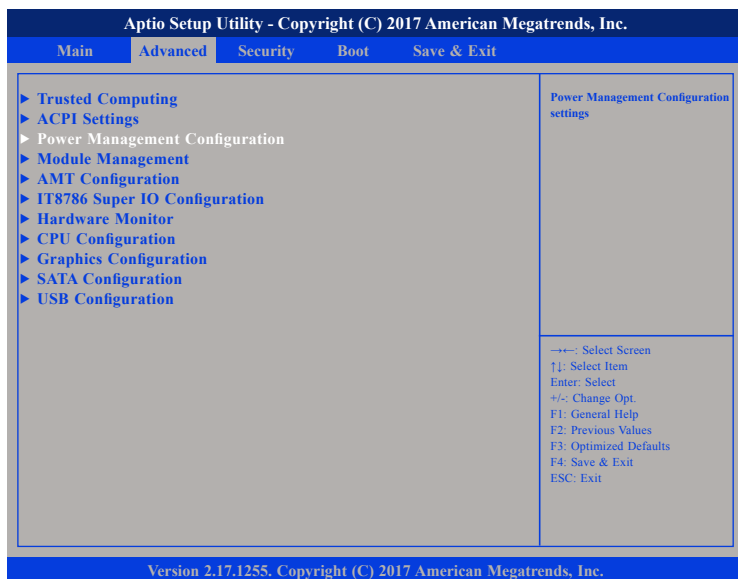 Aptio Setup Utility - Copyright (C) 2017 American Megatrends, Inc.
Main Advanced Security Boot Save & Exit
▶ Trusted Computing
▶ ACPI Settings
▶ Power Management Configuration
▶ Module Management
▶ AMT Configuration
▶ IT8786 Super IO Configuration
▶ Hardware Monitor
▶ CPU Configuration
▶ Graphics Configuration
▶ SATA Configuration
▶ USB Configuration
Power Management Configuration
settings
→←: Select Screen
↑↓: Select Item
Enter: Select
+/-: Change Opt.
F1: General Help
F2: Previous Values
F3: Optimized Defaults
F4: Save & Exit
ESC: Exit
Version 2.17.1255. Copyright (C) 2017 American Megatrends, Inc.